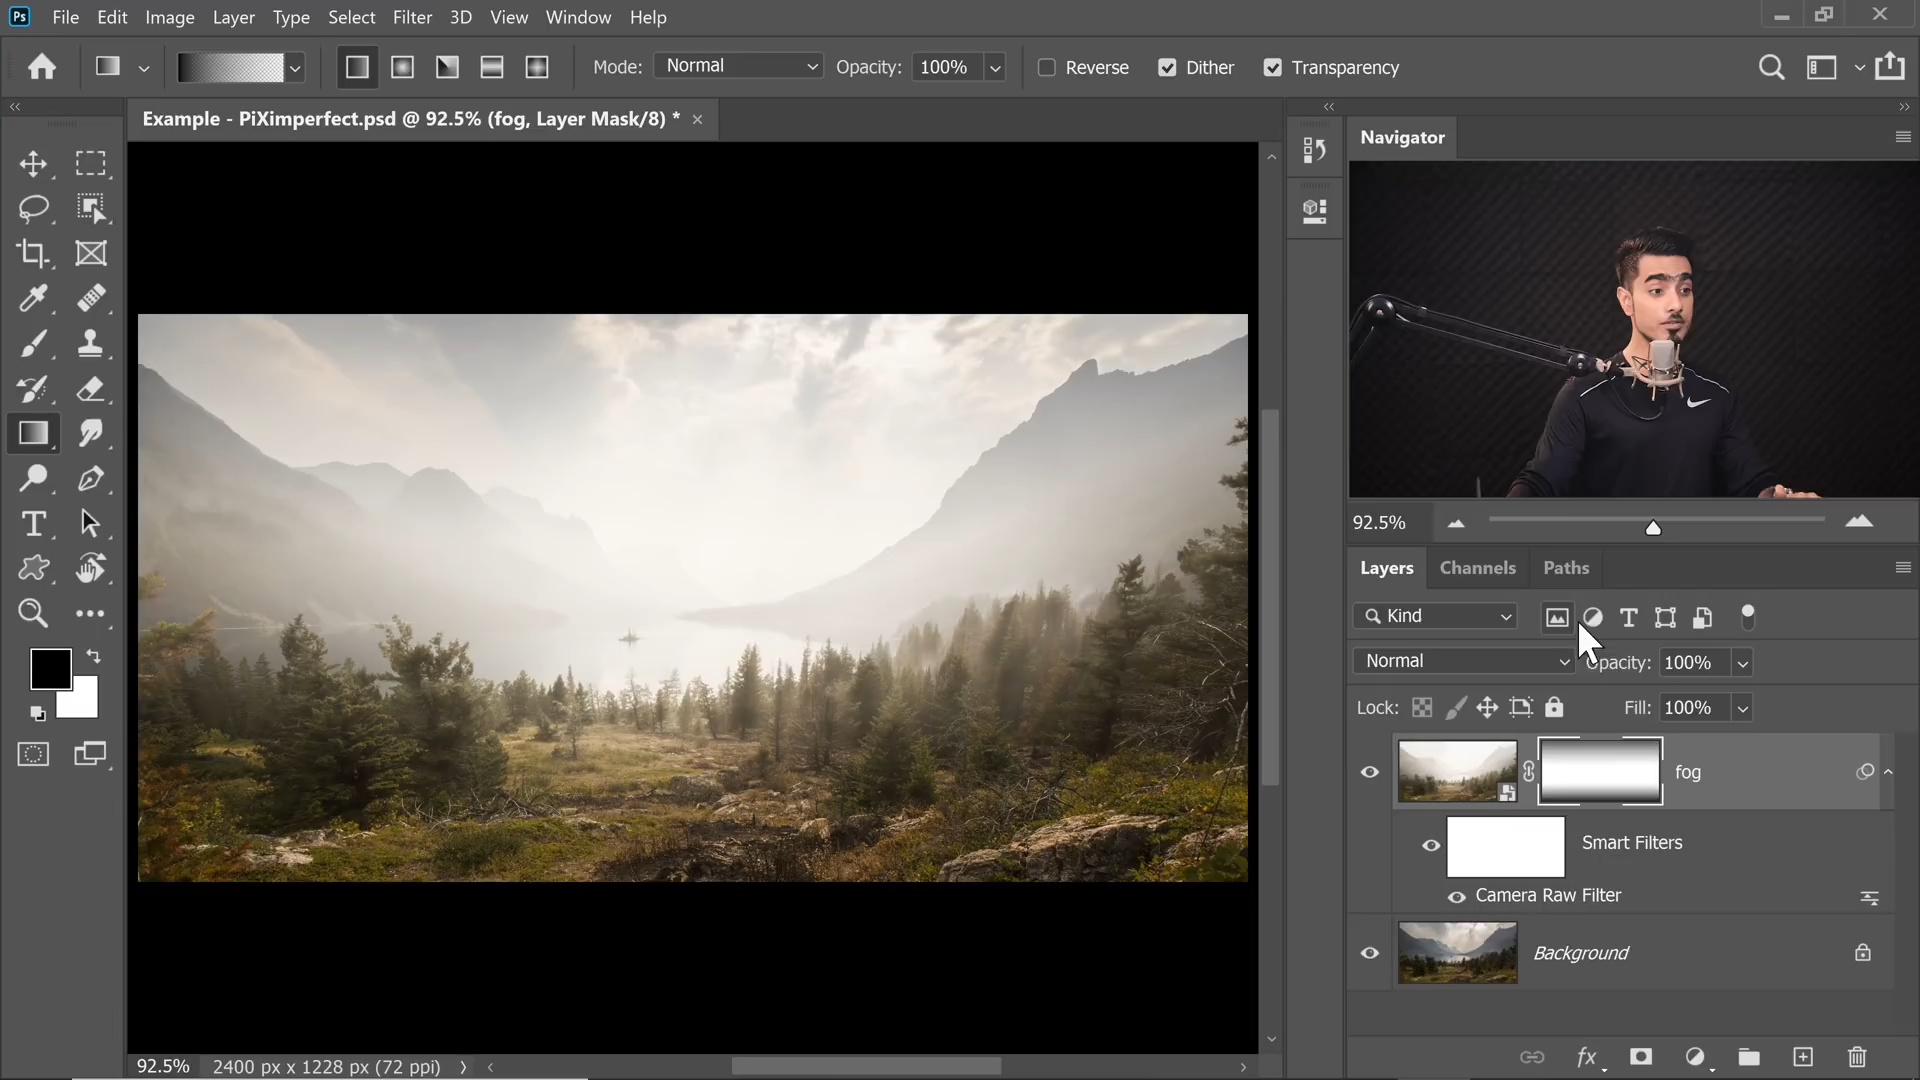 Ps File Edit Image Layer Type Select Filter 3D View Window Help
Mode: Normal Opacity: 100% Reverse Dither Transparency
Example - PiXimperfect.psd @ 92.5% (fog, Layer Mask/8) * ×
Navigator
92.5%
Layers Channels Paths
Kind
Normal Opacity: 100%
Lock: Fill: 100%
fog
Smart Filters
Camera Raw Filter
Background
fx
92.5% 2400 px x 1228 px (72 ppi)